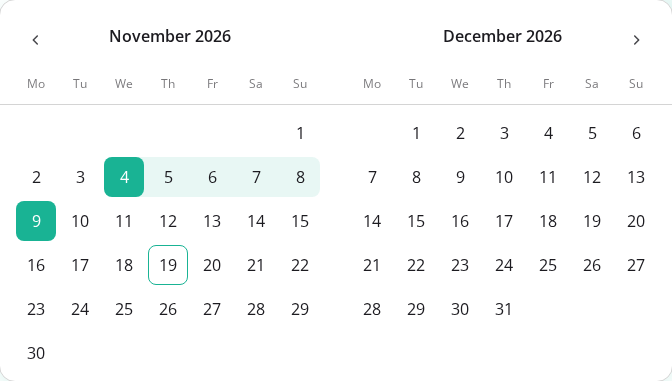 November 2026
Mo Tu We Th Fr Sa Su
1
2 3 4 5 6 7 8
9 10 11 12 13 14 15
16 17 18 19 20 21 22
23 24 25 26 27 28 29
30
December 2026
Mo Tu We Th Fr Sa Su
1 2 3 4 5 6
7 8 9 10 11 12 13
14 15 16 17 18 19 20
21 22 23 24 25 26 27
28 29 30 31